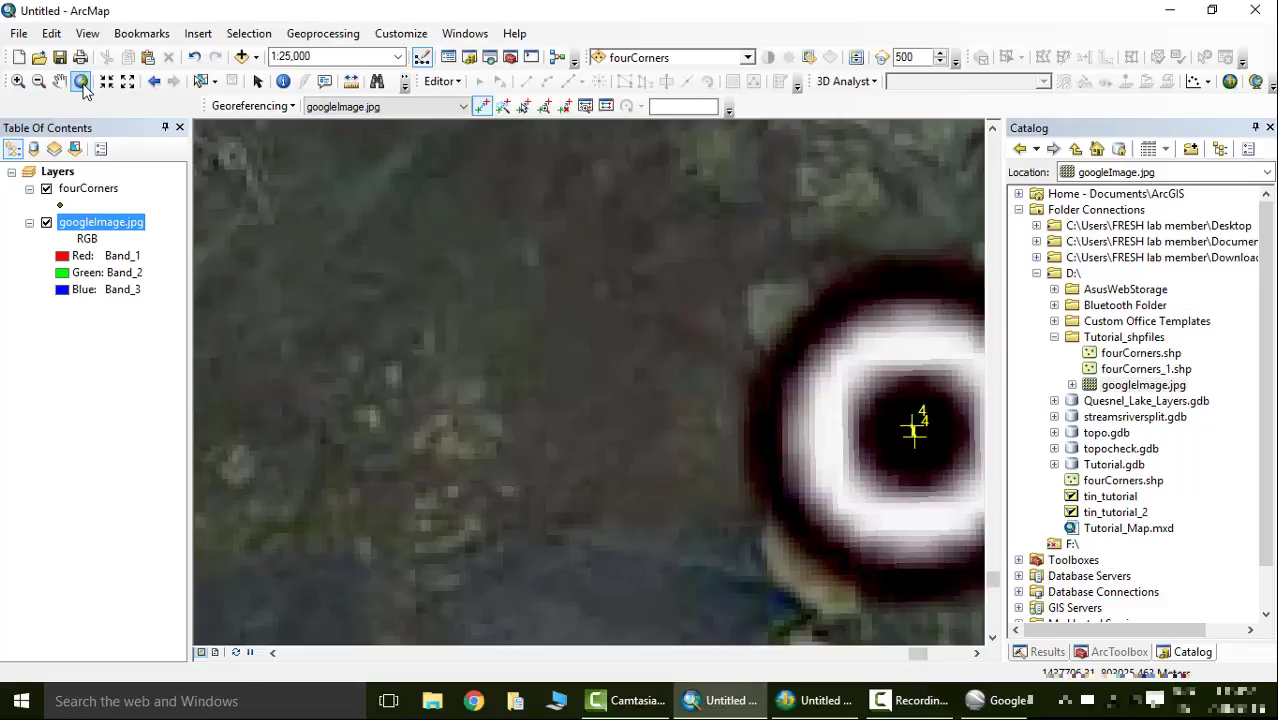 Untitled - ArcMap
File Edit View Bookmarks Insert Selection Geoprocessing Customize Windows Help
1:25,000 fourCorners 500
Editor 3D Analyst
Georeferencing googleImage.jpg
Table Of Contents
Layers
fourCorners
googleImage.jpg
RGB
Red: Band_1
Green: Band_2
Blue: Band_3
4
4
Catalog
Location: googleImage.jpg
Home - Documents\ArcGIS
Folder Connections
C:\Users\FRESH lab member\Desktop
C:\Users\FRESH lab member\Documen
C:\Users\FRESH lab member\Downloa
D:\
AsusWebStorage
Bluetooth Folder
Custom Office Templates
Tutorial_shpfiles
fourCorners.shp
fourCorners_1.shp
googleImage.jpg
Quesnel_Lake_Layers.gdb
streamsriversplit.gdb
topo.gdb
topocheck.gdb
Tutorial.gdb
fourCorners.shp
tin_tutorial
tin_tutorial_2
Tutorial_Map.mxd
F:\
Toolboxes
Database Servers
Database Connections
GIS Servers
Results ArcToolbox Catalog
Search the web and Windows
Camtasia... Untitled ... Untitled ... Recording... Google